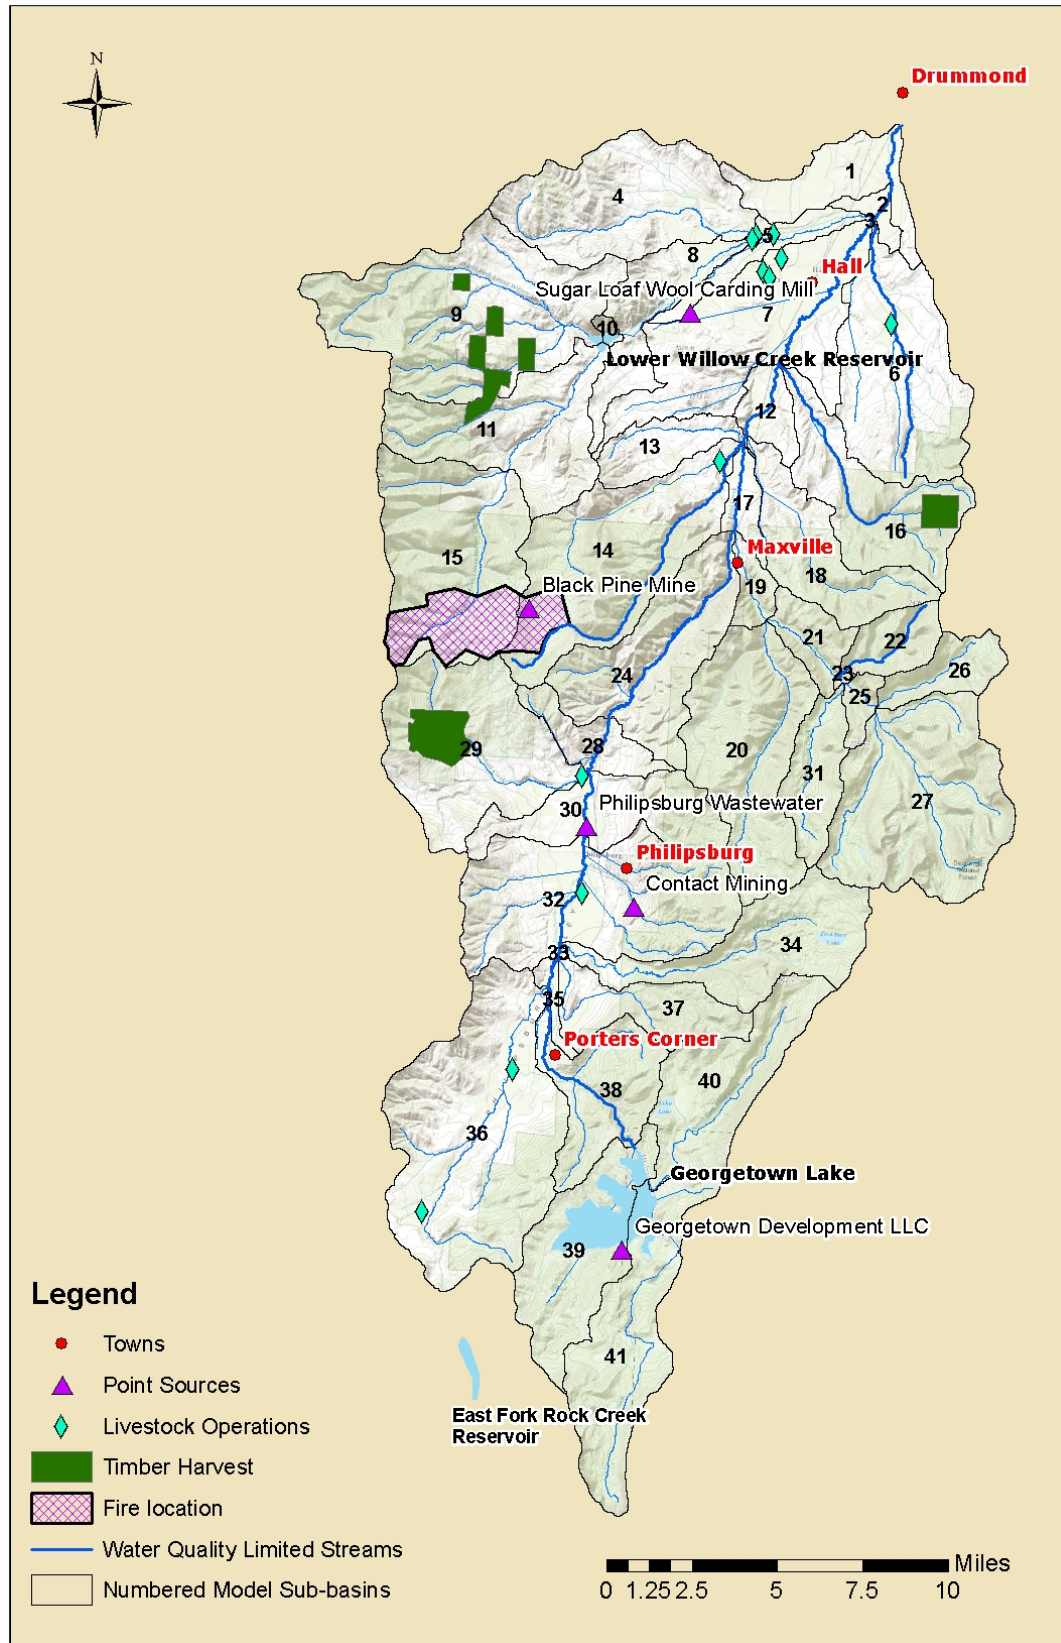 N
Drummond
1
2
3
4
5
8
Hall
Sugar Loaf Wool Carding Mill
7
9
10
Lower Willow Creek Reservoir
6
12
11
13
17
16
14
15
Maxville
18
Black Pine Mine
19
21
22
23
26
24
25
28
20
29
31
27
Philipsburg Wastewater
30
Philipsburg
Contact Mining
32
34
33
35
37
Porters Corner
40
38
36
Georgetown Lake
Georgetown Development LLC
39
41
East Fork Rock Creek
Reservoir
Legend
Towns
Point Sources
Livestock Operations
Timber Harvest
Fire location
Water Quality Limited Streams
Numbered Model Sub-basins
Miles
0 1.25 2.5 5 7.5 10